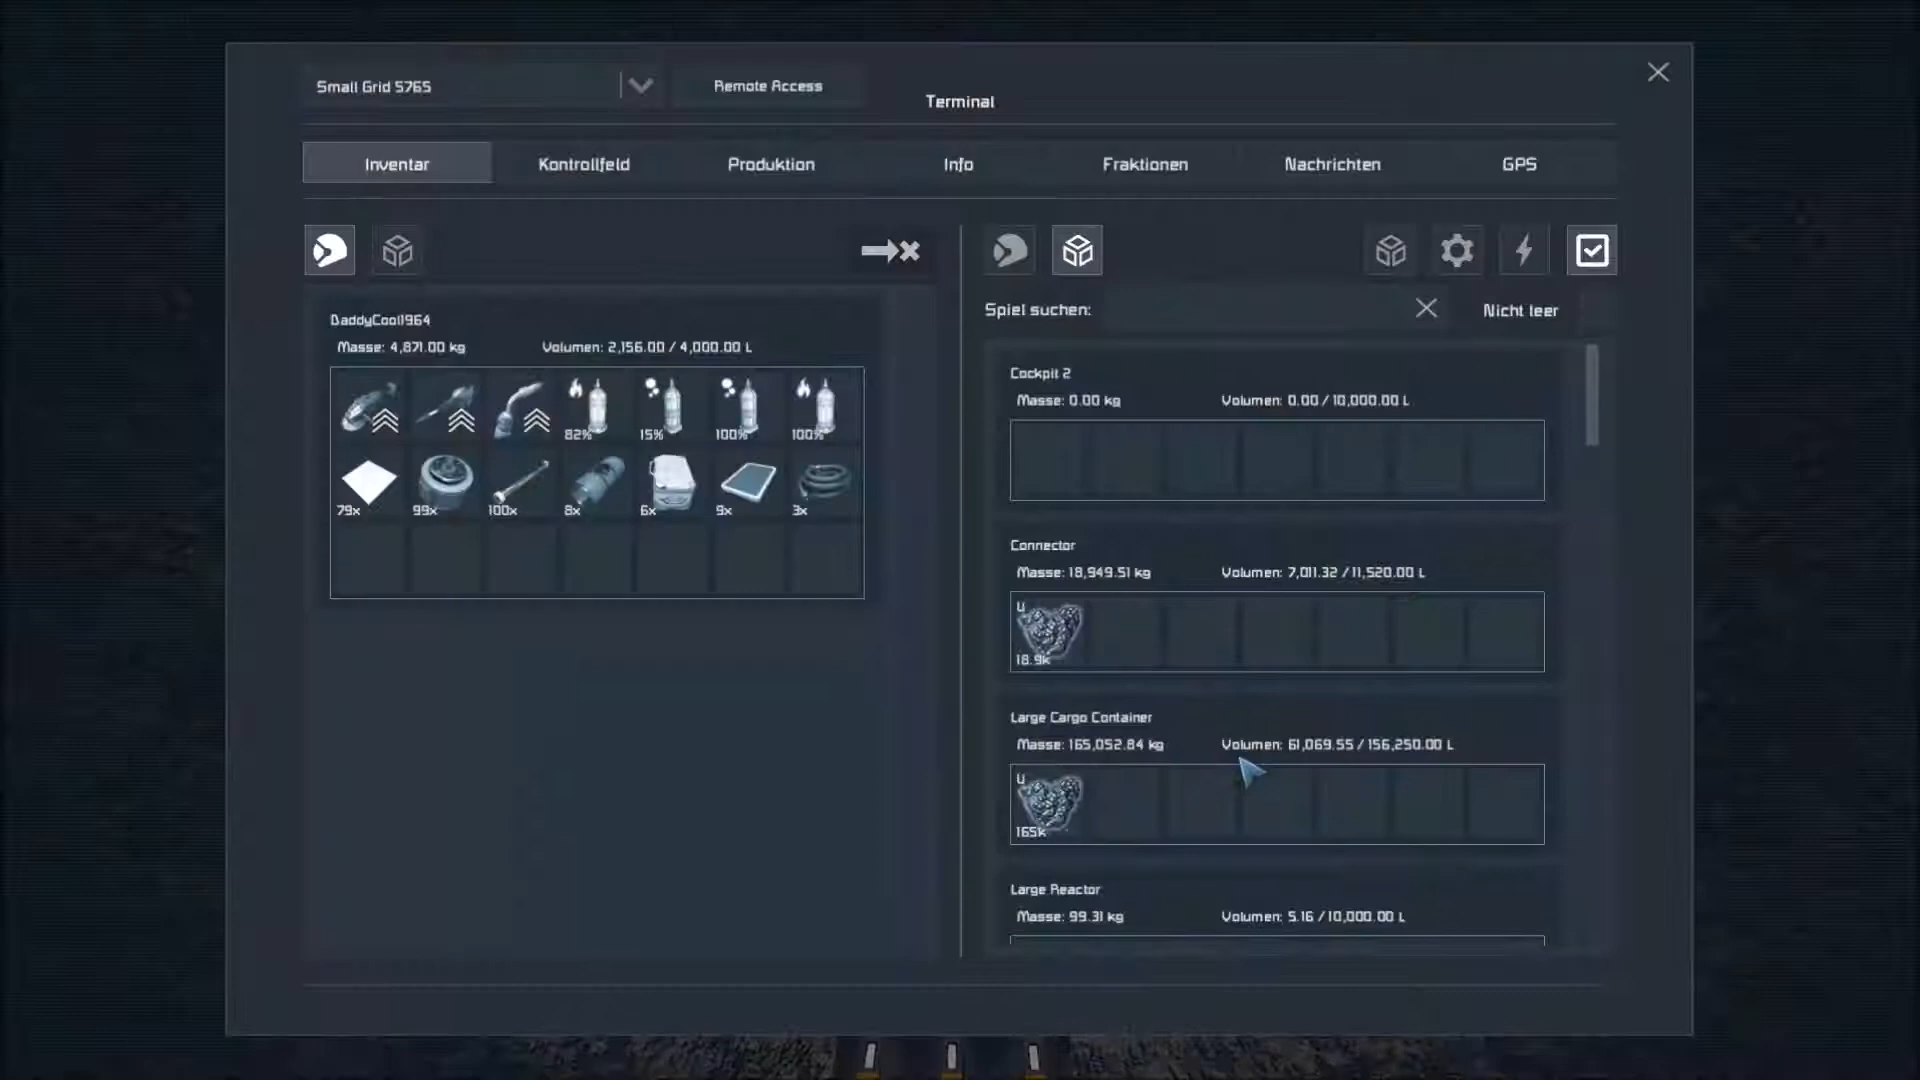 Small Grid 5765
Remote Access
Terminal
Inventar
Kontrollfeld
Produktion
Info
Fraktionen
Nachrichten
GPS
DaddyCool1964
Masse: 4,871.00 kg
Volumen: 2,156.00 / 4,000.00 L
82%
15%
100%
100%
79x
99x
100x
8x
6x
9x
3x
Spiel suchen:
Nicht leer
Cockpit 2
Masse: 0.00 kg
Volumen: 0.00 / 10,000.00 L
Connector
Masse: 18,949.51 kg
Volumen: 7,011.32 / 11,520.00 L
U
18.9k
Large Cargo Container
Masse: 165,052.84 kg
Volumen: 61,069.55 / 156,250.00 L
U
165k
Large Reactor
Masse: 99.31 kg
Volumen: 5.16 / 10,000.00 L